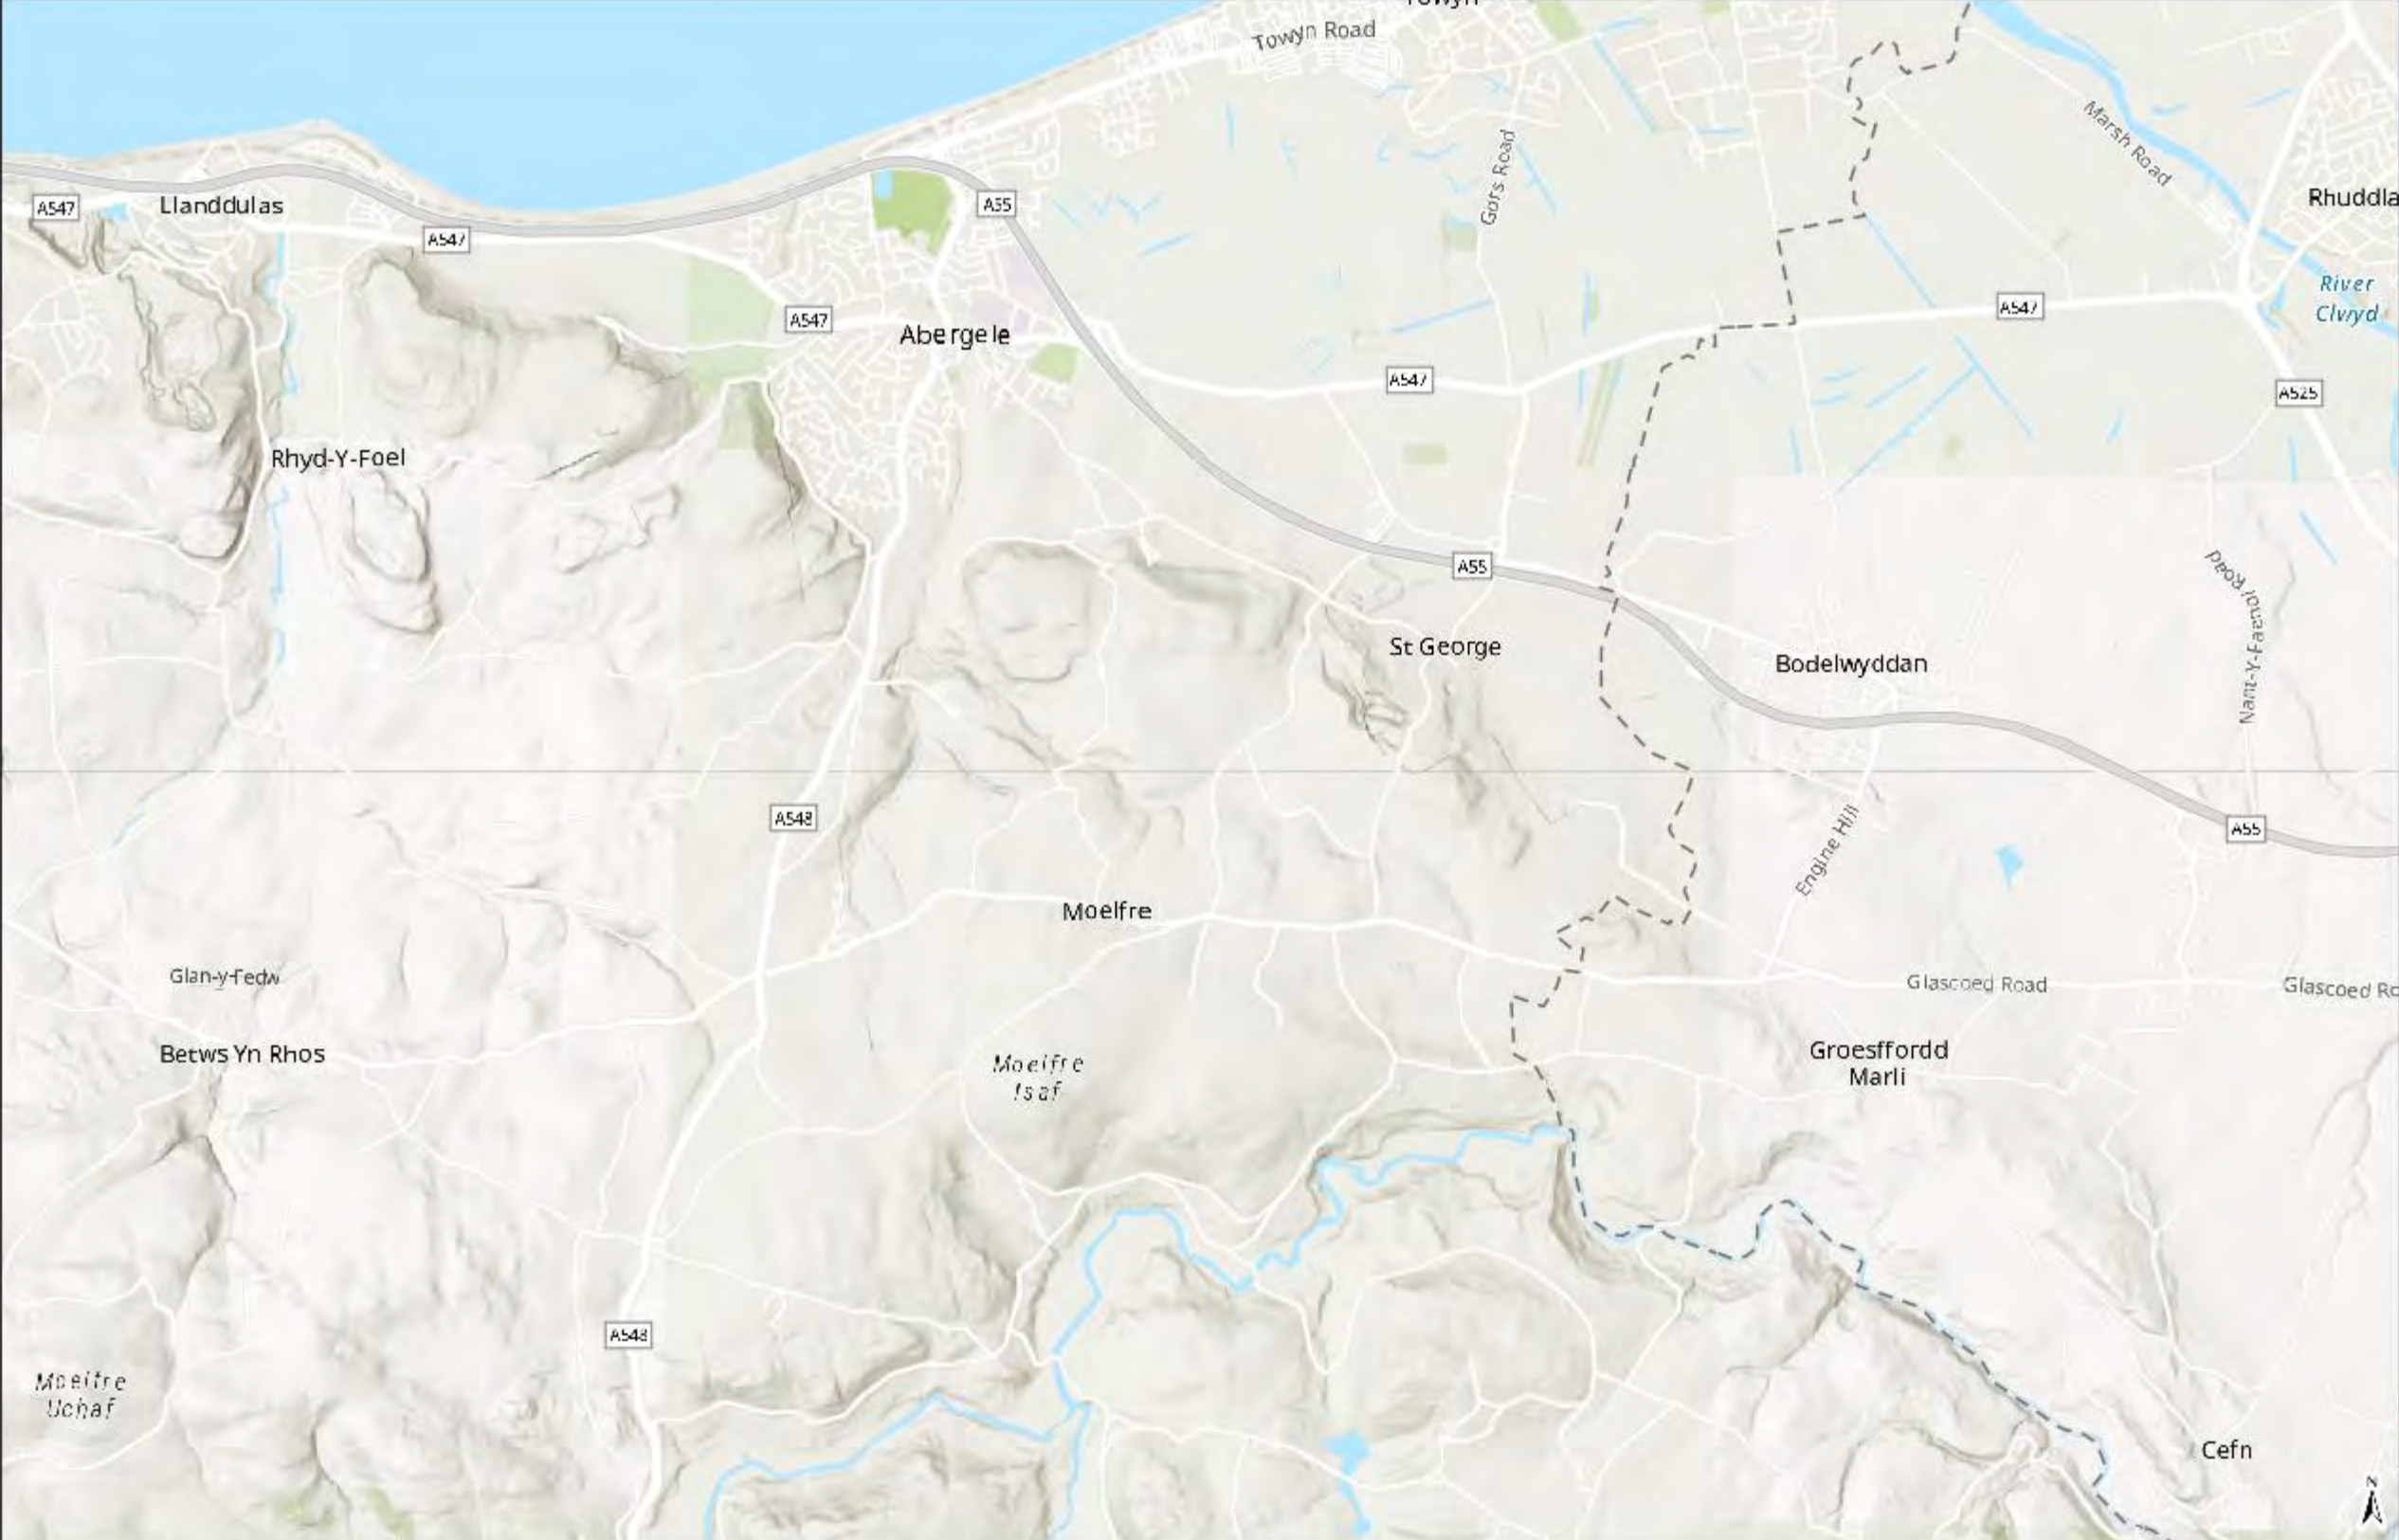 Towyn
Towyn Road
Marsh Road
Gors Road
Rhuddla
A547
Llanddulas
A55
A547
River
Clwyd
A547
A547
Abergele
A547
A525
Rhyd-Y-Foel
A55
Nant-Y-Faenol Road
St George
Bodelwyddan
A548
A55
Engine Hill
Moelfre
Glan-y-Fedw
Glascoed Road
Glascoed Ro
Betws Yn Rhos
Groesffordd
Marli
Moelfre
Isaf
A548
Moelfre
Uchaf
Cefn
N